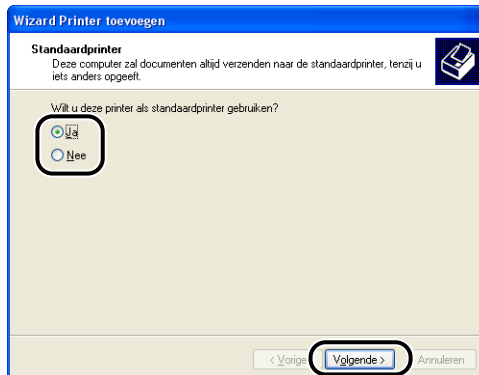 Wizard Printer toevoegen
Standaardprinter
Deze computer zal documenten altijd verzenden naar de standaardprinter, tenzij u
iets anders opgeeft.
Wilt u deze printer als standaardprinter gebruiken?
Ja
Nee
< Vorige Volgende > Annuleren